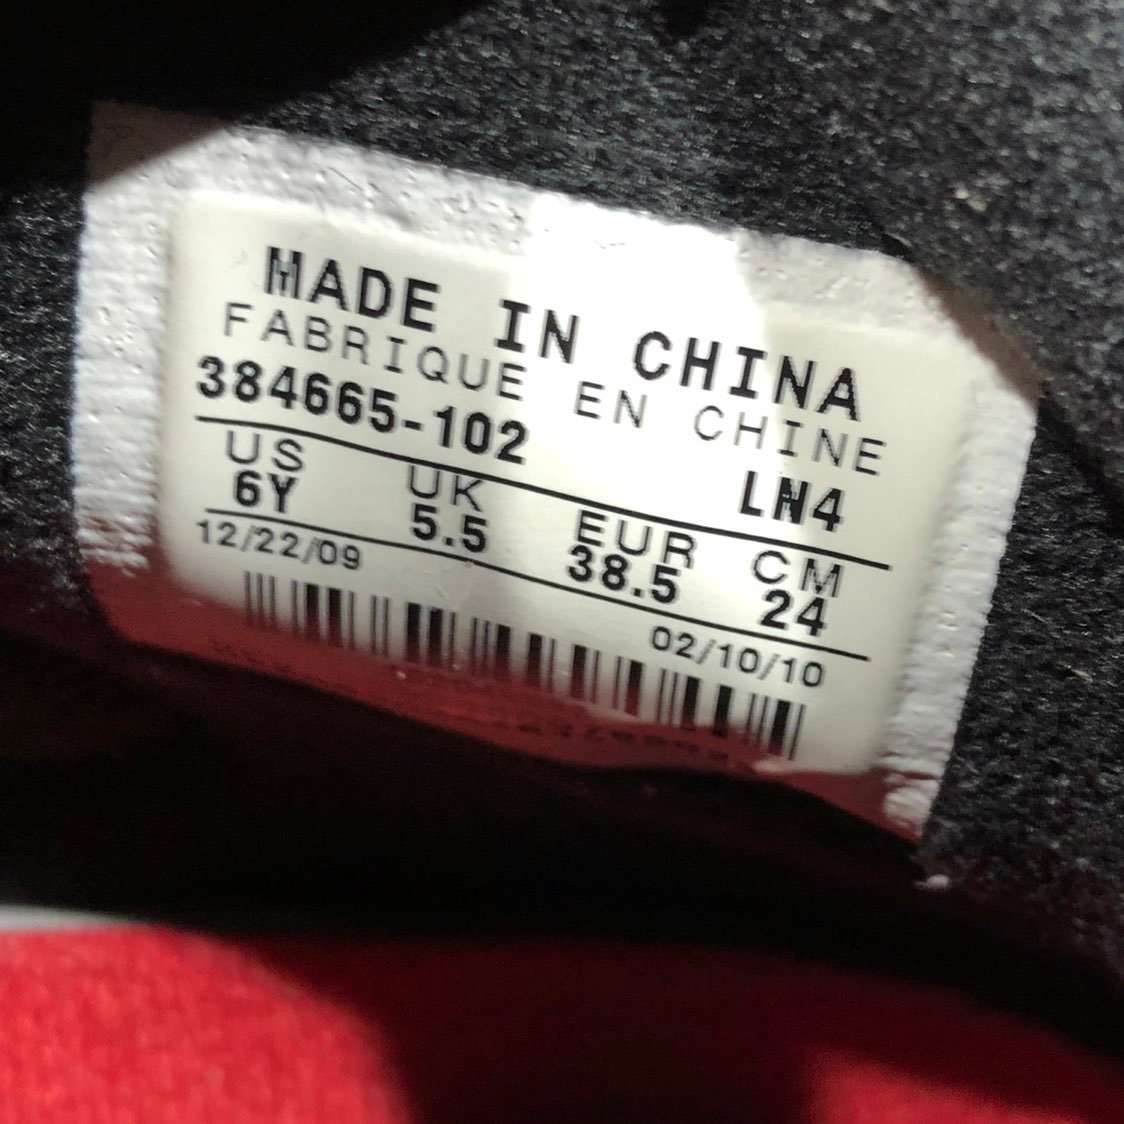 MADE IN CHINA
FABRIQUE EN CHINE
384665-102 LN4
US UK EUR CM
6Y 5.5 38.5 24
12/22/09 02/10/10